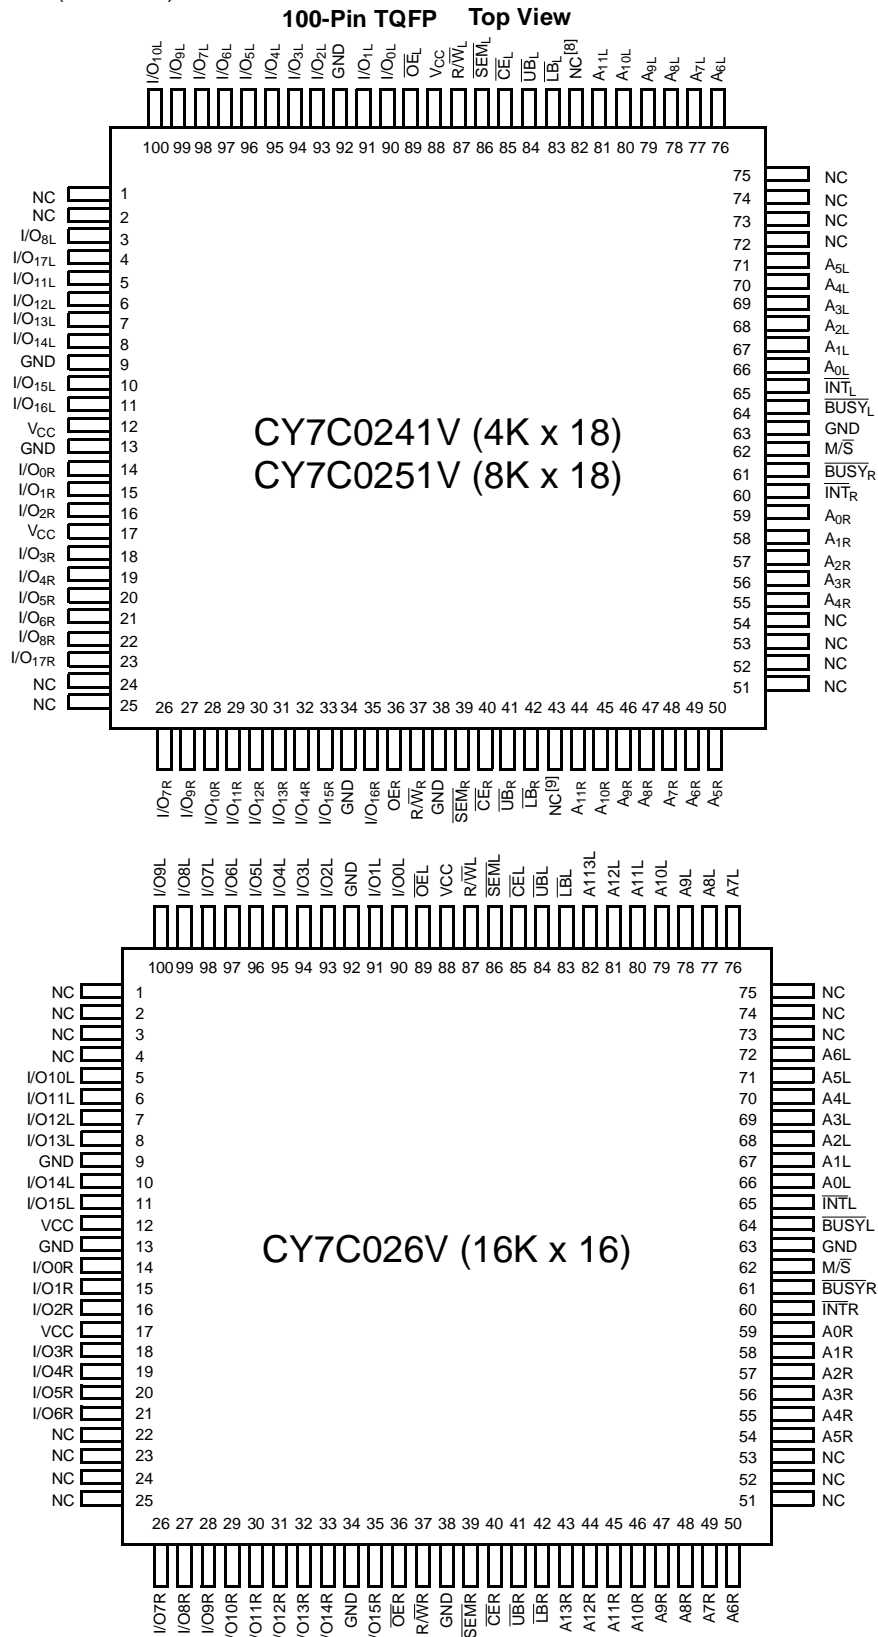 100-Pin TQFP Top View
I/O10L I/O9L I/O7L I/O6L I/O5L I/O4L I/O3L I/O2L GND I/O1L I/O0L OEL VCC R/WL SEML CEL UBL LBL NC[8] A11L A10L A9L A8L A7L A6L
100 99 98 97 96 95 94 93 92 91 90 89 88 87 86 85 84 83 82 81 80 79 78 77 76
NC 1 75 NC
NC 2 74 NC
I/O8L 3 73 NC
I/O17L 4 72 NC
I/O11L 5 71 A5L
I/O12L 6 70 A4L
I/O13L 7 69 A3L
I/O14L 8 68 A2L
GND 9 67 A1L
I/O15L 10 66 A0L
I/O16L 11 65 INTL
VCC 12 64 BUSYL
GND 13 63 GND
I/O0R 14 62 M/S
I/O1R 15 61 BUSYR
I/O2R 16 60 INTR
VCC 17 59 A0R
I/O3R 18 58 A1R
I/O4R 19 57 A2R
I/O5R 20 56 A3R
I/O6R 21 55 A4R
I/O8R 22 54 NC
I/O17R 23 53 NC
NC 24 52 NC
NC 25 51 NC
CY7C0241V (4K x 18)
CY7C0251V (8K x 18)
26 27 28 29 30 31 32 33 34 35 36 37 38 39 40 41 42 43 44 45 46 47 48 49 50
I/O7R I/O9R I/O10R I/O11R I/O12R I/O13R I/O14R I/O15R GND I/O16R OER R/WR GND SEMR CER UBR LBR NC[9] A11R A10R A9R A8R A7R A6R A5R
I/O9L I/O8L I/O7L I/O6L I/O5L I/O4L I/O3L I/O2L GND I/O1L I/O0L OEL VCC R/WL SEML CEL UBL LBL A113L A12L A11L A10L A9L A8L A7L
100 99 98 97 96 95 94 93 92 91 90 89 88 87 86 85 84 83 82 81 80 79 78 77 76
NC 1 75 NC
NC 2 74 NC
NC 3 73 NC
NC 4 72 A6L
I/O10L 5 71 A5L
I/O11L 6 70 A4L
I/O12L 7 69 A3L
I/O13L 8 68 A2L
GND 9 67 A1L
I/O14L 10 66 A0L
I/O15L 11 65 INTL
VCC 12 64 BUSYL
GND 13 63 GND
I/O0R 14 62 M/S
I/O1R 15 61 BUSYR
I/O2R 16 60 INTR
VCC 17 59 A0R
I/O3R 18 58 A1R
I/O4R 19 57 A2R
I/O5R 20 56 A3R
I/O6R 21 55 A4R
NC 22 54 A5R
NC 23 53 NC
NC 24 52 NC
NC 25 51 NC
CY7C026V (16K x 16)
26 27 28 29 30 31 32 33 34 35 36 37 38 39 40 41 42 43 44 45 46 47 48 49 50
I/O7R I/O8R I/O9R /O10R /O11R /O12R /O13R /O14R GND /O15R OER R/WR GND SEMR CER UBR LBR A13R A12R A11R A10R A9R A8R A7R A6R